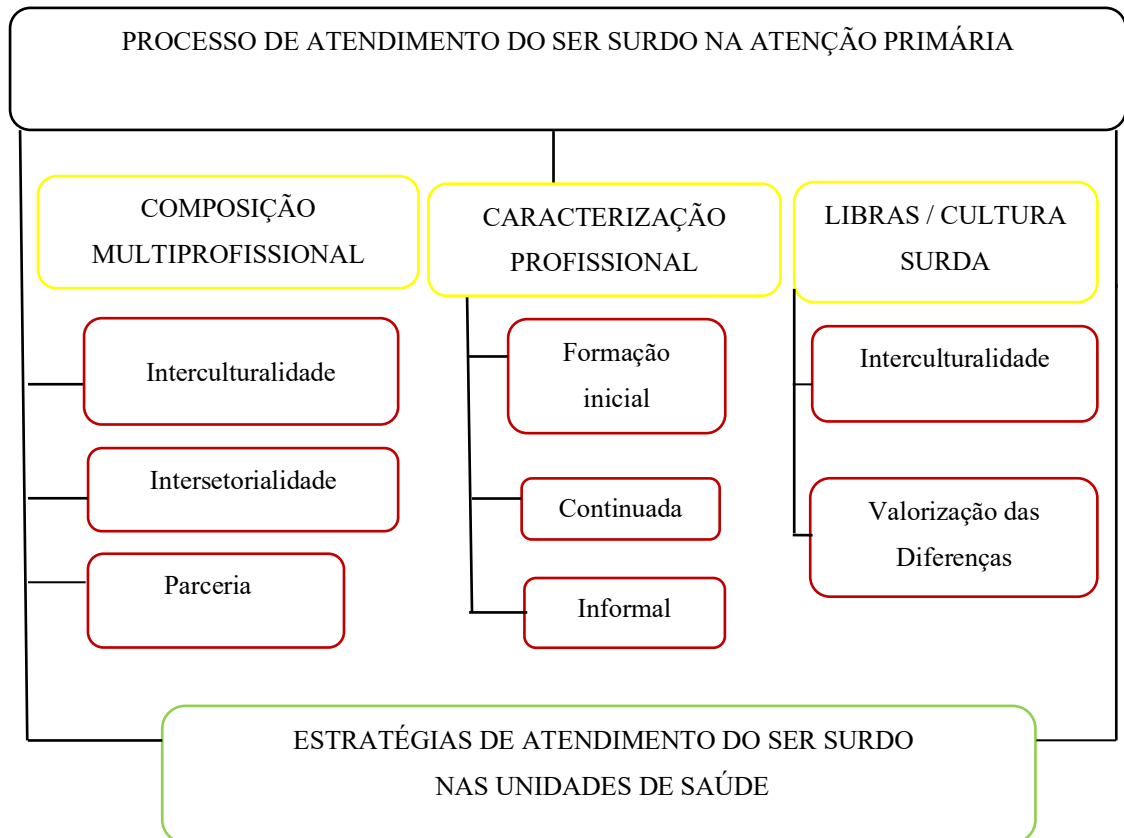 PROCESSO DE ATENDIMENTO DO SER SURDO NA ATENÇÃO PRIMÁRIA
COMPOSIÇÃO
MULTIPROFISSIONAL
Interculturalidade
Intersetorialidade
Parceria
CARACTERIZAÇÃO
PROFISSIONAL
Formação
inicial
Continuada
Informal
LIBRAS / CULTURA
SURDA
Interculturalidade
Valorização das
Diferenças
ESTRATÉGIAS DE ATENDIMENTO DO SER SURDO
NAS UNIDADES DE SAÚDE